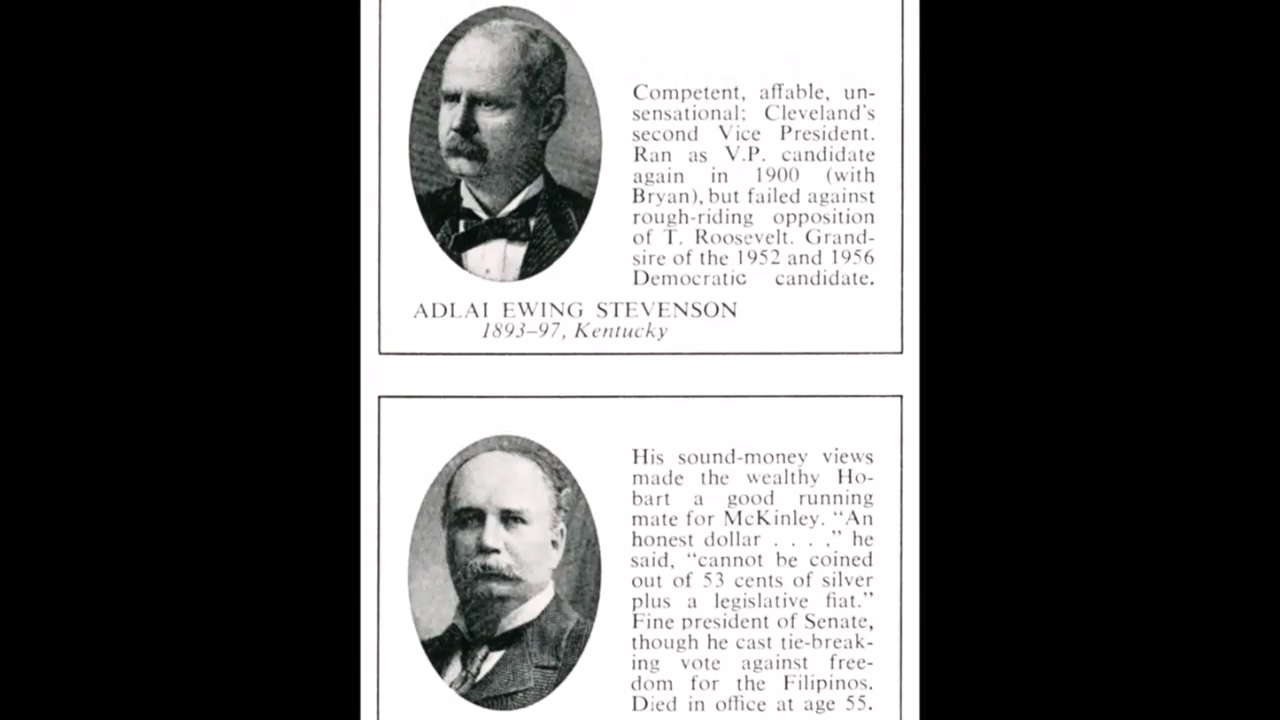 Competent, affable, un-
sensational; Cleveland's
second Vice President.
Ran as V.P. candidate
again in 1900 (with
Bryan), but failed against
rough-riding opposition
of T. Roosevelt. Grand-
sire of the 1952 and 1956
Democratic candidate.
ADLAI EWING STEVENSON
1893–97, Kentucky
His sound-money views
made the wealthy Ho-
bart a good running
mate for McKinley. “An
honest dollar . . . .” he
said, “cannot be coined
out of 53 cents of silver
plus a legislative fiat.”
Fine president of Senate,
though he cast tie-break-
ing vote against free-
dom for the Filipinos.
Died in office at age 55.